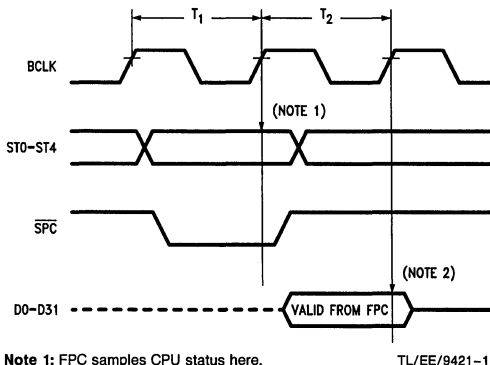 T1
T2
BCLK
(NOTE 1)
ST0-ST4
SPC
(NOTE 2)
D0-D31
VALID FROM FPC
Note 1: FPC samples CPU status here.
TL/EE/9421-1